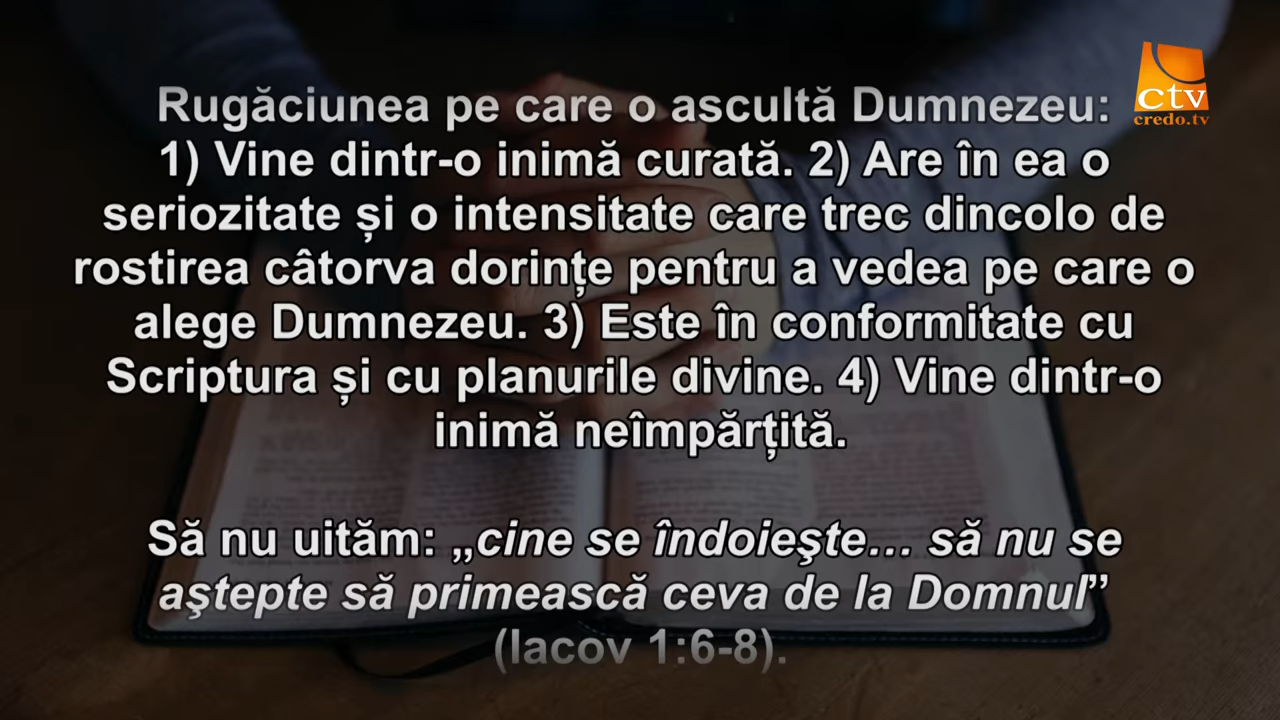 Rugăciunea pe care o ascultă Dumnezeu:
1) Vine dintr-o inimă curată. 2) Are în ea o
seriozitate și o intensitate care trec dincolo de
rostirea câtorva dorințe pentru a vedea pe care o
alege Dumnezeu. 3) Este în conformitate cu
Scriptura și cu planurile divine. 4) Vine dintr-o
inimă neîmpărțită.
Să nu uităm: „cine se îndoieşte... să nu se
aştepte să primească ceva de la Domnul”
(Iacov 1:6-8).
ctv
credo.tv